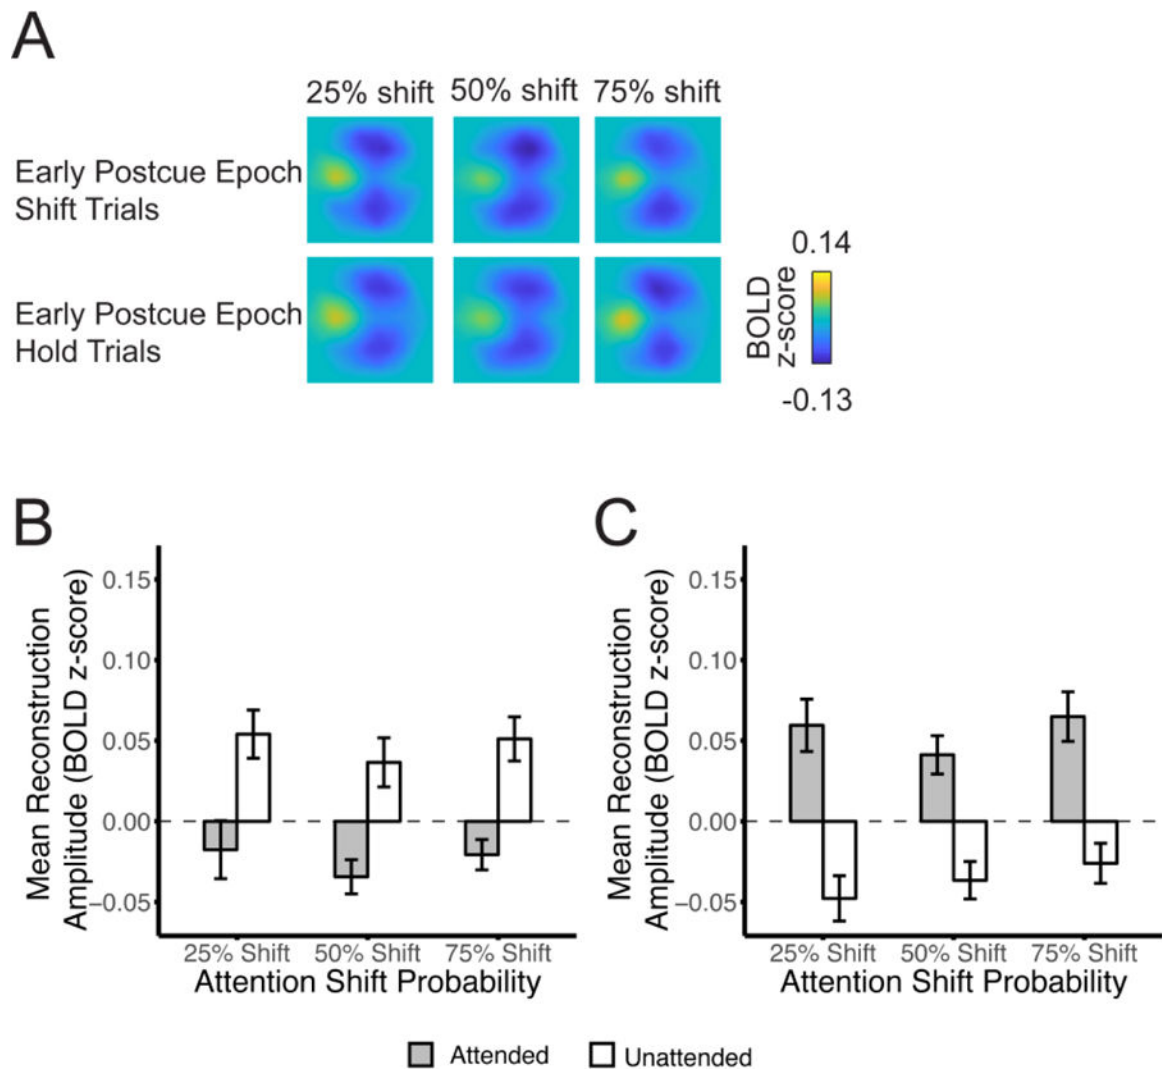 A
25% shift 50% shift 75% shift
Early Postcue Epoch
Shift Trials
Early Postcue Epoch
Hold Trials
0.14
BOLD
z-score
-0.13
B
Mean Reconstruction
Amplitude (BOLD z-score)
0.15
0.10
0.05
0.00
−0.05
25% Shift 50% Shift 75% Shift
Attention Shift Probability
C
Mean Reconstruction
Amplitude (BOLD z-score)
0.15
0.10
0.05
0.00
−0.05
25% Shift 50% Shift 75% Shift
Attention Shift Probability
Attended Unattended